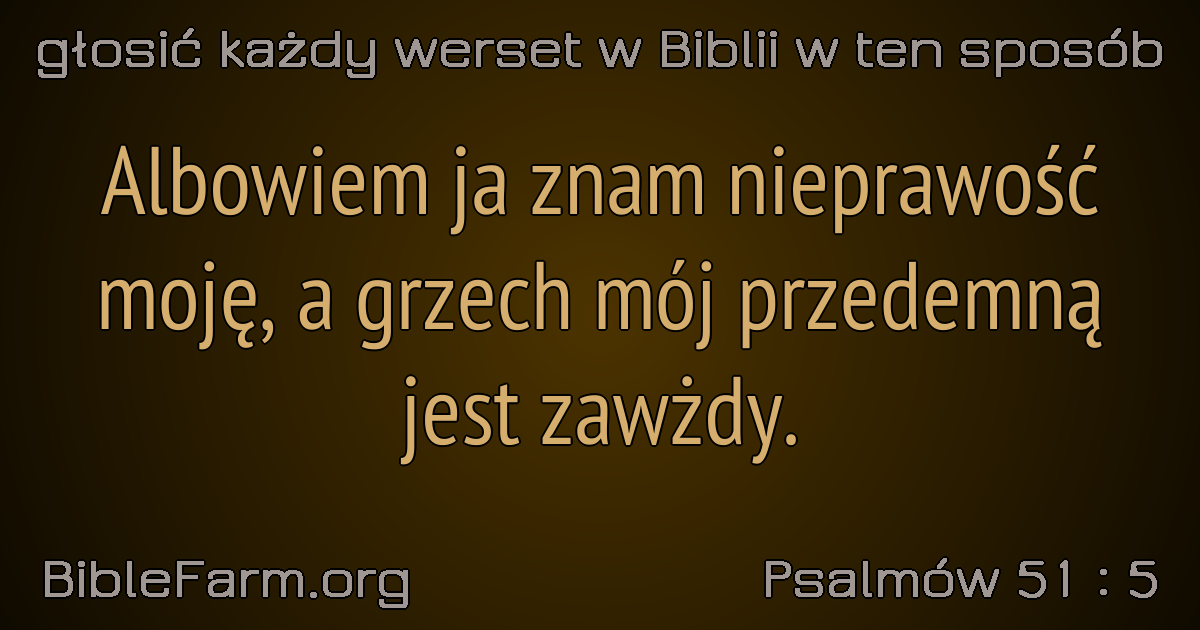 głosić każdy werset w Biblii w ten sposób
Albowiem ja znam nieprawość
moję, a grzech mój przedemną
jest zawżdy.
BibleFarm.org
Psalmów 51 : 5